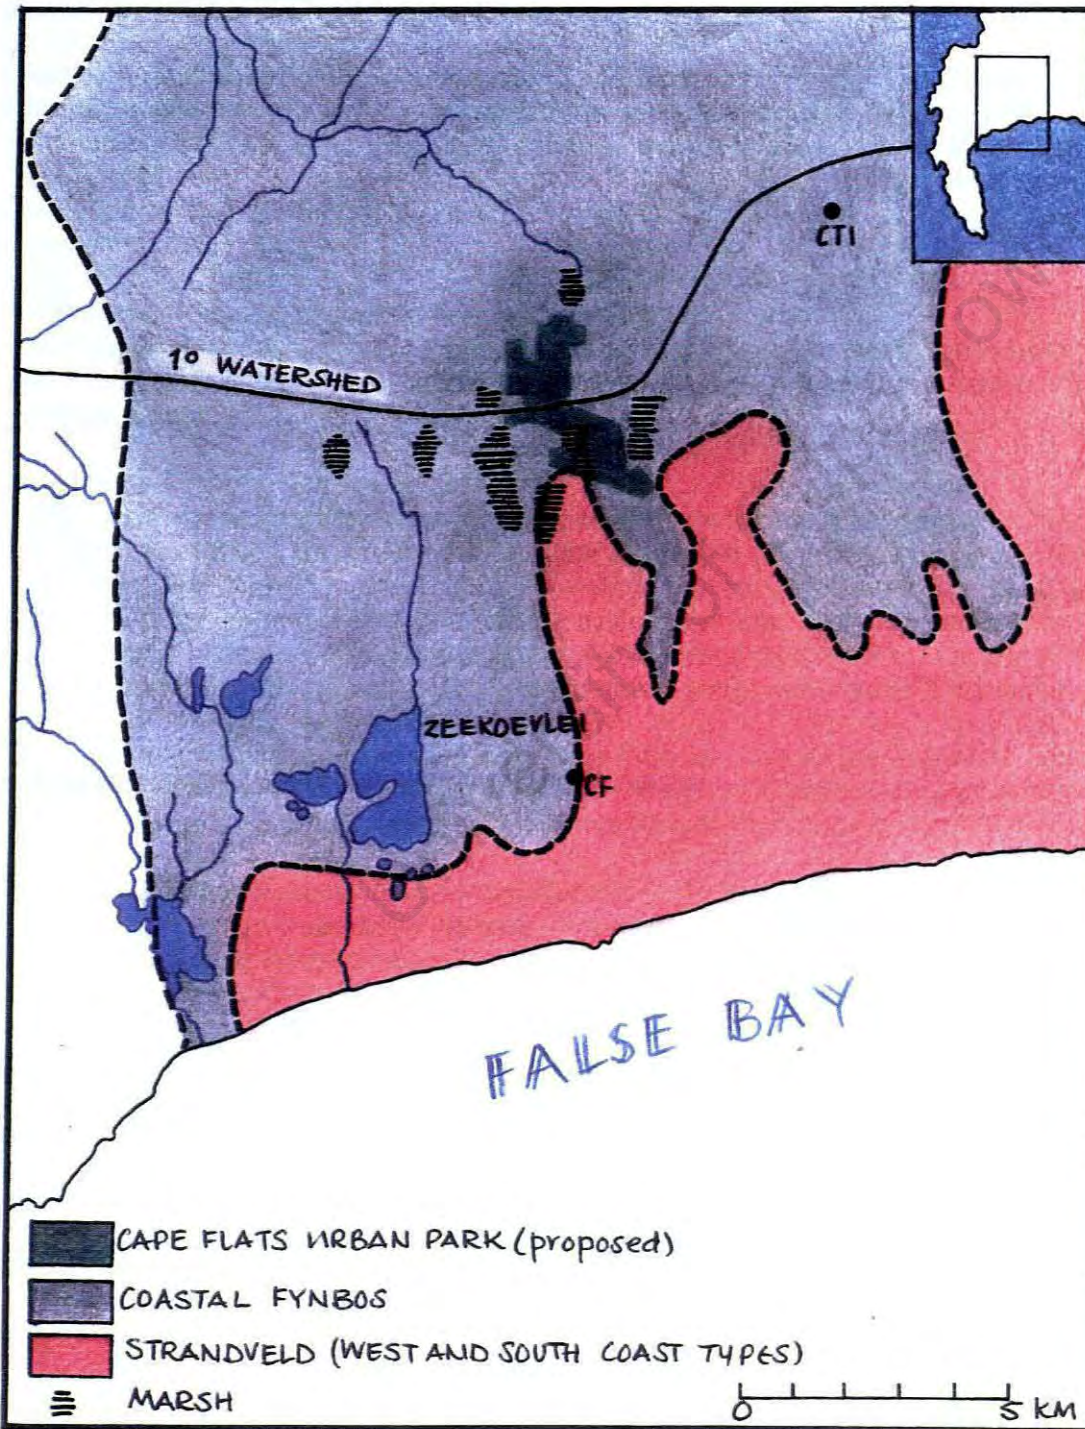 CTI
1º WATERSHED
ZEEKOEVLEI
CF
FALSE BAY
CAPE FLATS URBAN PARK (proposed)
COASTAL FYNBOS
STRANDVELD (WEST AND SOUTH COAST TYPES)
MARSH
0 5 KM